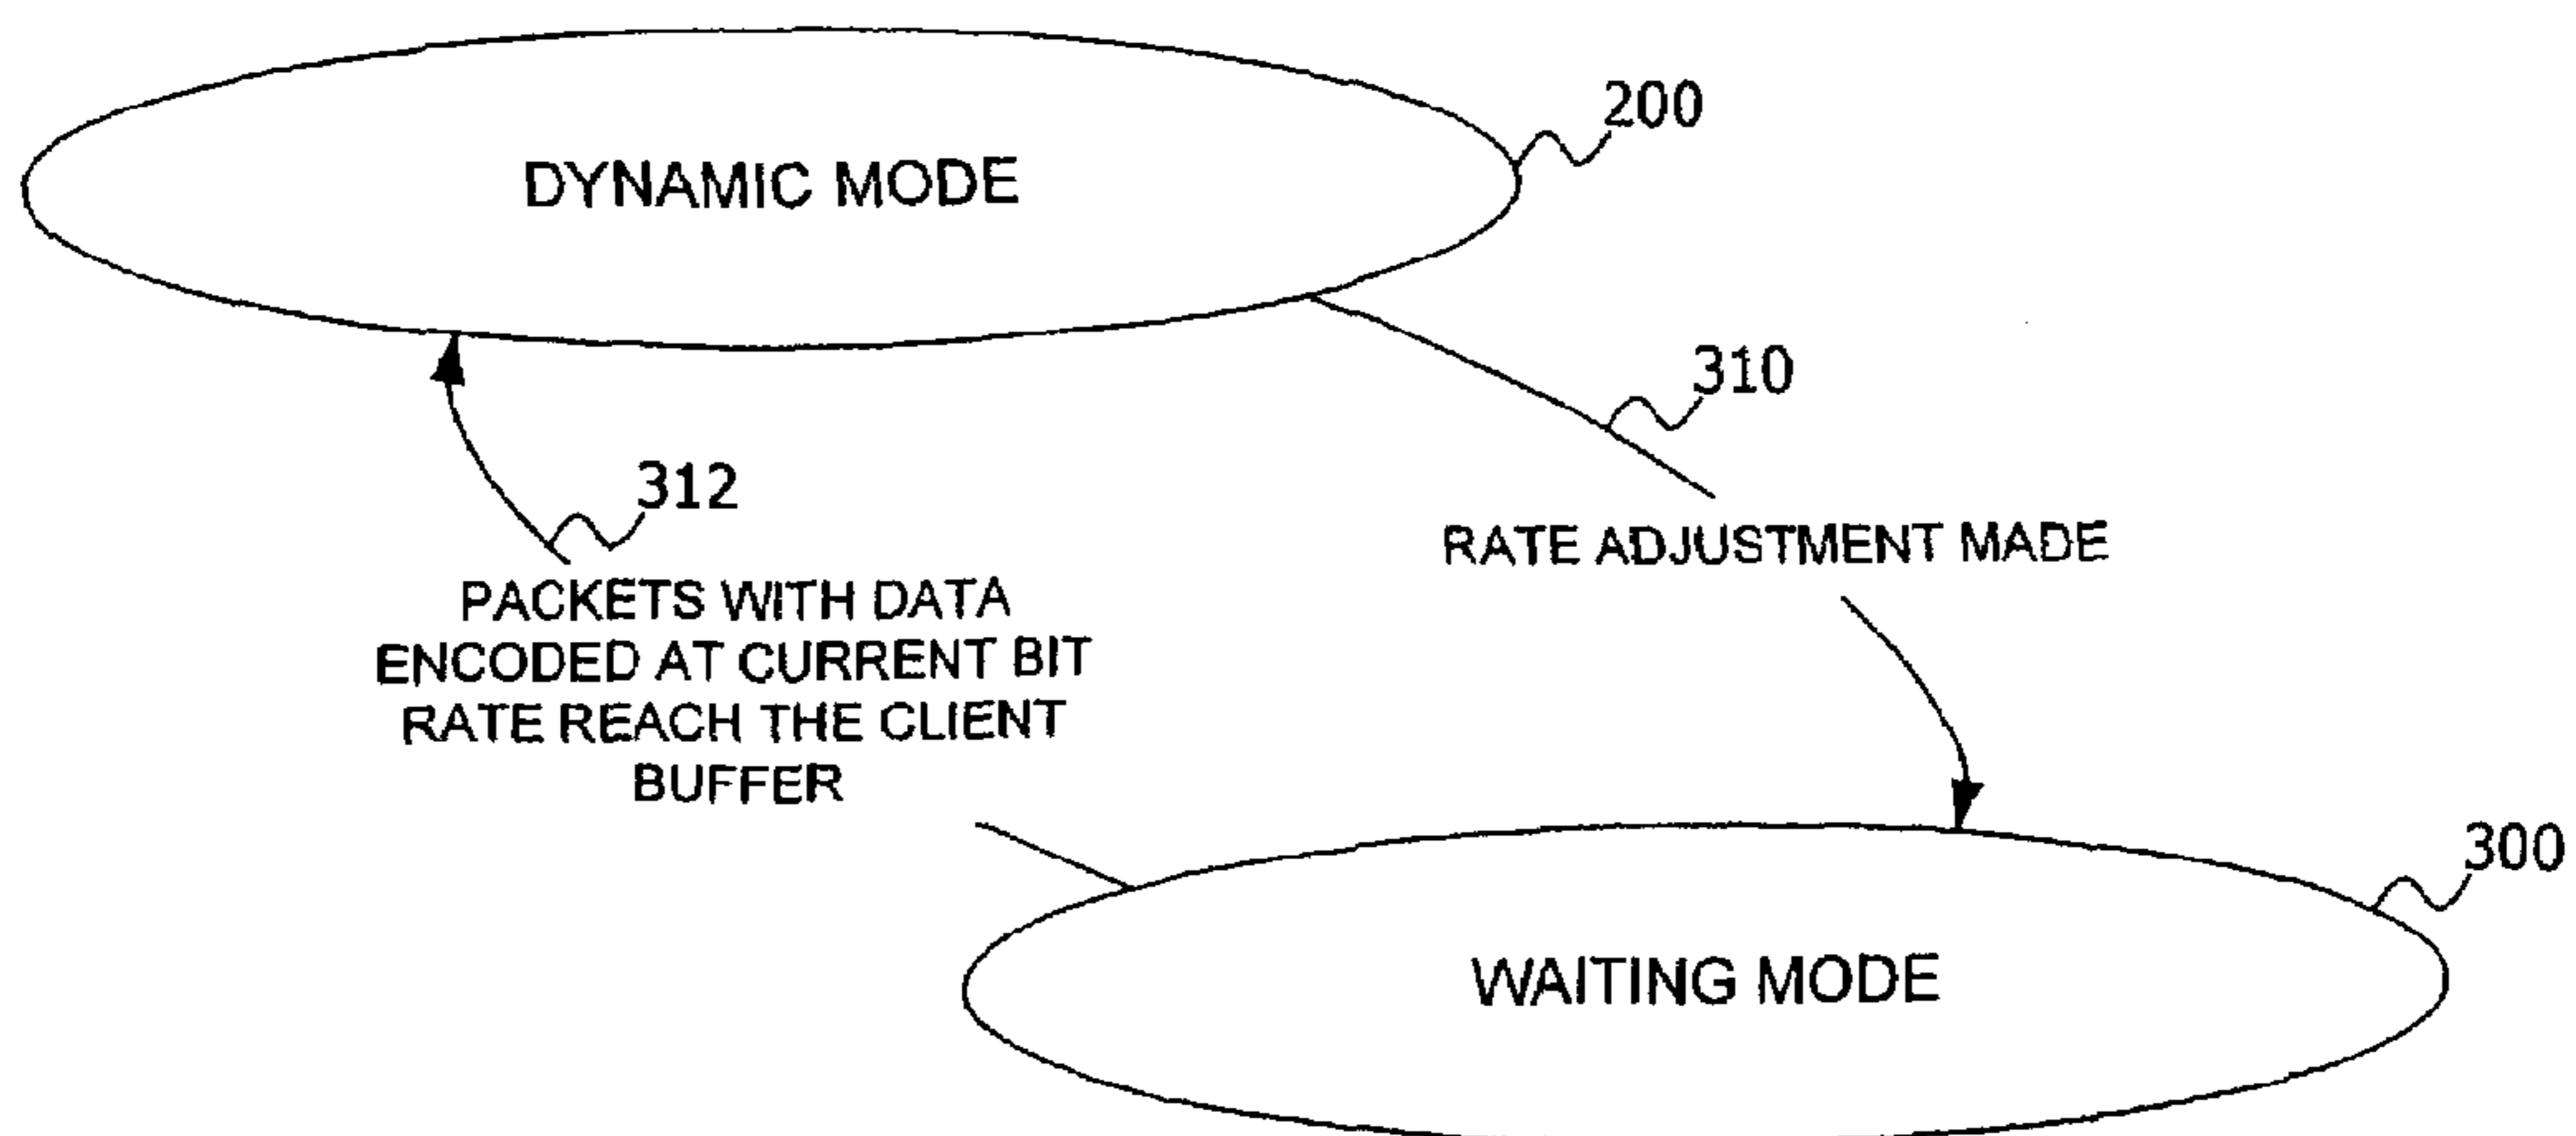 200
DYNAMIC MODE
310
312
RATE ADJUSTMENT MADE
PACKETS WITH DATA
ENCODED AT CURRENT BIT
RATE REACH THE CLIENT
BUFFER
300
WAITING MODE